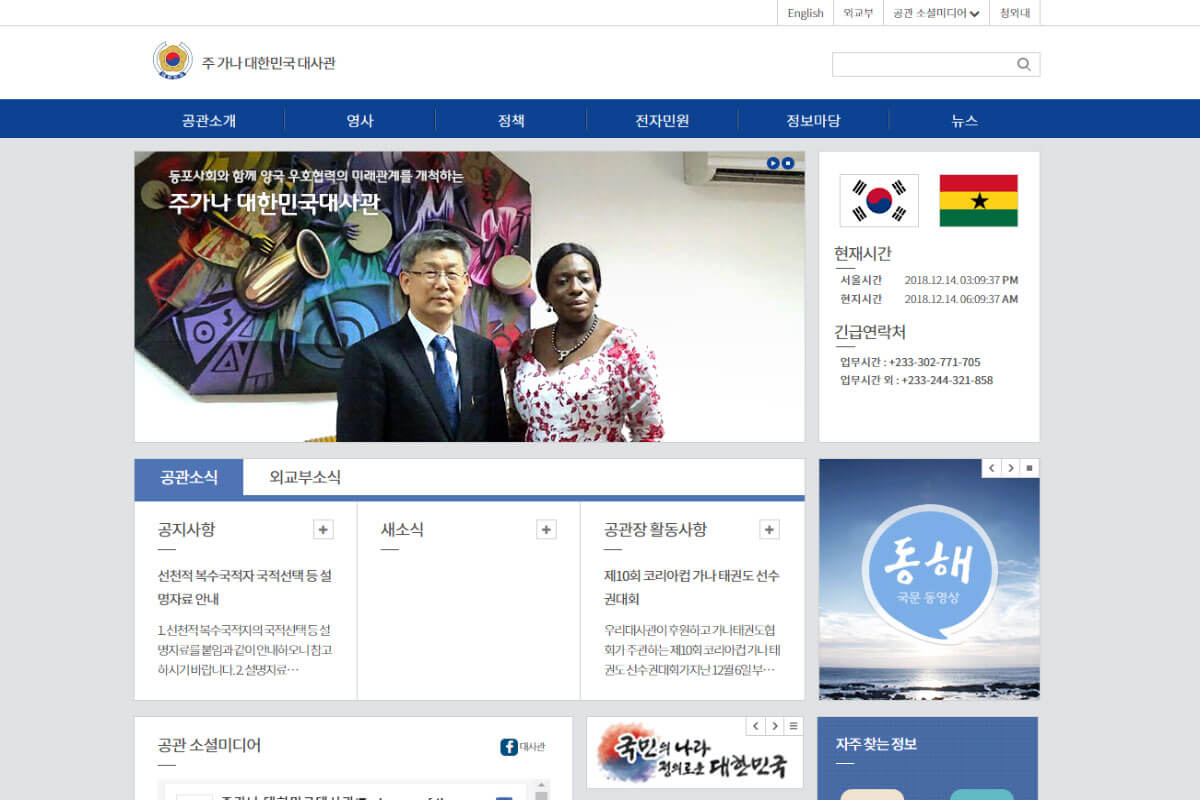 English
외교부
공관 소셜미디어
청와대
주 가나 대한민국 대사관
공관소개
영사
정책
전자민원
정보마당
뉴스
동포사회와 함께 양국 우호협력의 미래관계를 개척하는
주가나 대한민국대사관
현재시간
서울시간 2018.12.14. 03:09:37 PM
현지시간 2018.12.14. 06:09:37 AM
긴급연락처
업무시간 : +233-302-771-705
업무시간 외 : +233-244-321-858
공관소식
외교부소식
공지사항
선천적 복수국적자 국적선택 등 설
명자료 안내
1. 선천적 복수국적자의 국적선택 등 설
명자료를 붙임과 같이 안내하오니 참고
하시기 바랍니다. 2. 설명자료…
새소식
공관장 활동사항
제10회 코리아컵 가나 태권도 선수
권대회
우리대사관이 후원하고 가나태권도협
회가 주관하는 제10회 코리아컵 가나 태
권도 선수권대회가 지난 12월 6일 부…
동해
국문 동영상
공관 소셜미디어
대사관
국민의 나라
정의로운 대한민국
자주 찾는 정보